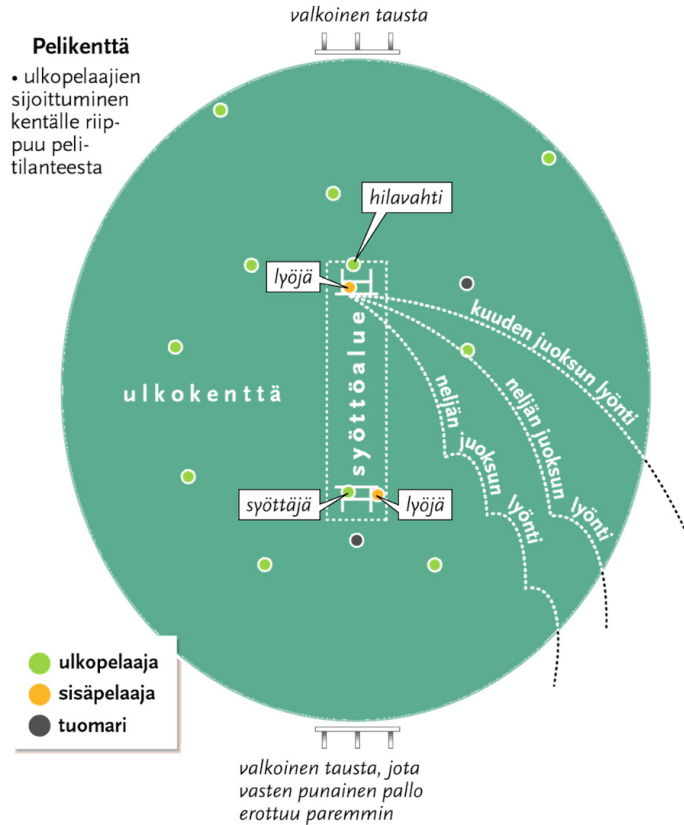 valkoinen tausta
Pelikenttä
• ulkopelaajien
sijoittuminen
kentälle riip-
puu peli-
tilanteesta
hilavahti
lyöjä
kuuden juoksun lyönti
syöttöalue
ulkokenttä
neljän juoksun lyönti
neljän juoksun lyönti
syöttäjä
lyöjä
ulkopelaaja
sisäpelaaja
tuomari
valkoinen tausta, jota
vasten punainen pallo
erottuu paremmin